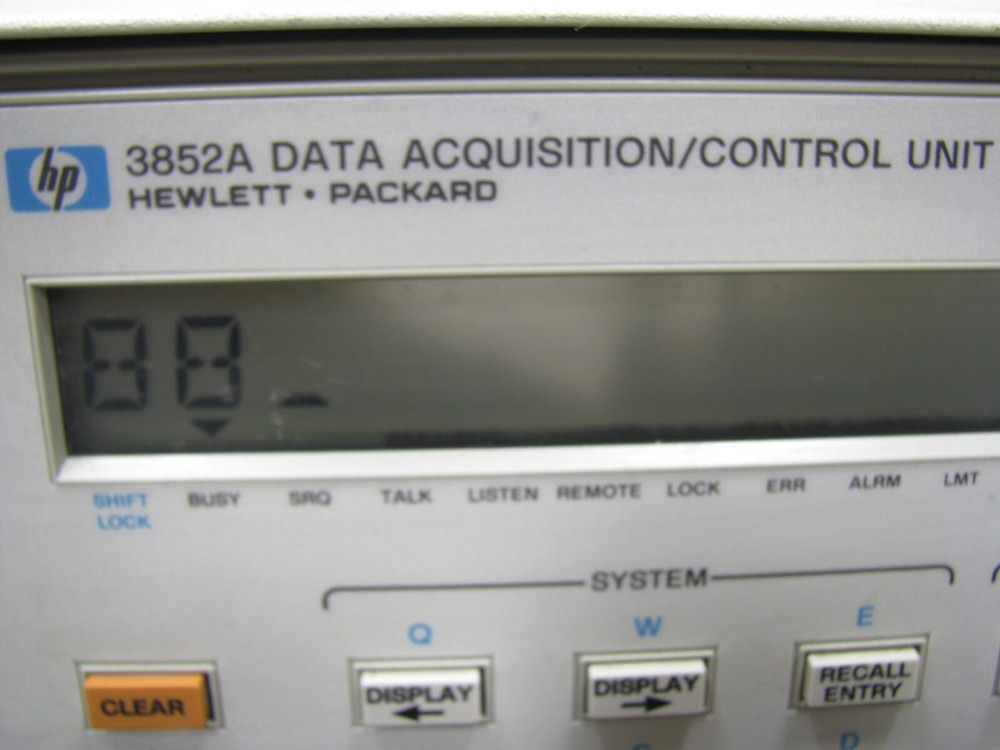 hp
3852A DATA ACQUISITION/CONTROL UNIT
HEWLETT • PACKARD
88_
SHIFT LOCK BUSY SRQ TALK LISTEN REMOTE LOCK ERR ALRM LMT
SYSTEM
Q W E
CLEAR DISPLAY ← DISPLAY → RECALL ENTRY
D